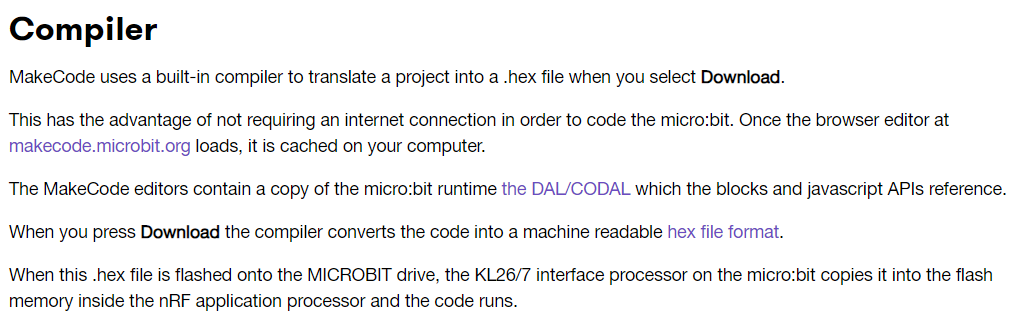 Compiler
MakeCode uses a built-in compiler to translate a project into a .hex file when you select Download.
This has the advantage of not requiring an internet connection in order to code the micro:bit. Once the browser editor at
makecode.microbit.org loads, it is cached on your computer.
The MakeCode editors contain a copy of the micro:bit runtime the DAL/CODAL which the blocks and javascript APIs reference.
When you press Download the compiler converts the code into a machine readable hex file format.
When this .hex file is flashed onto the MICROBIT drive, the KL26/7 interface processor on the micro:bit copies it into the flash
memory inside the nRF application processor and the code runs.